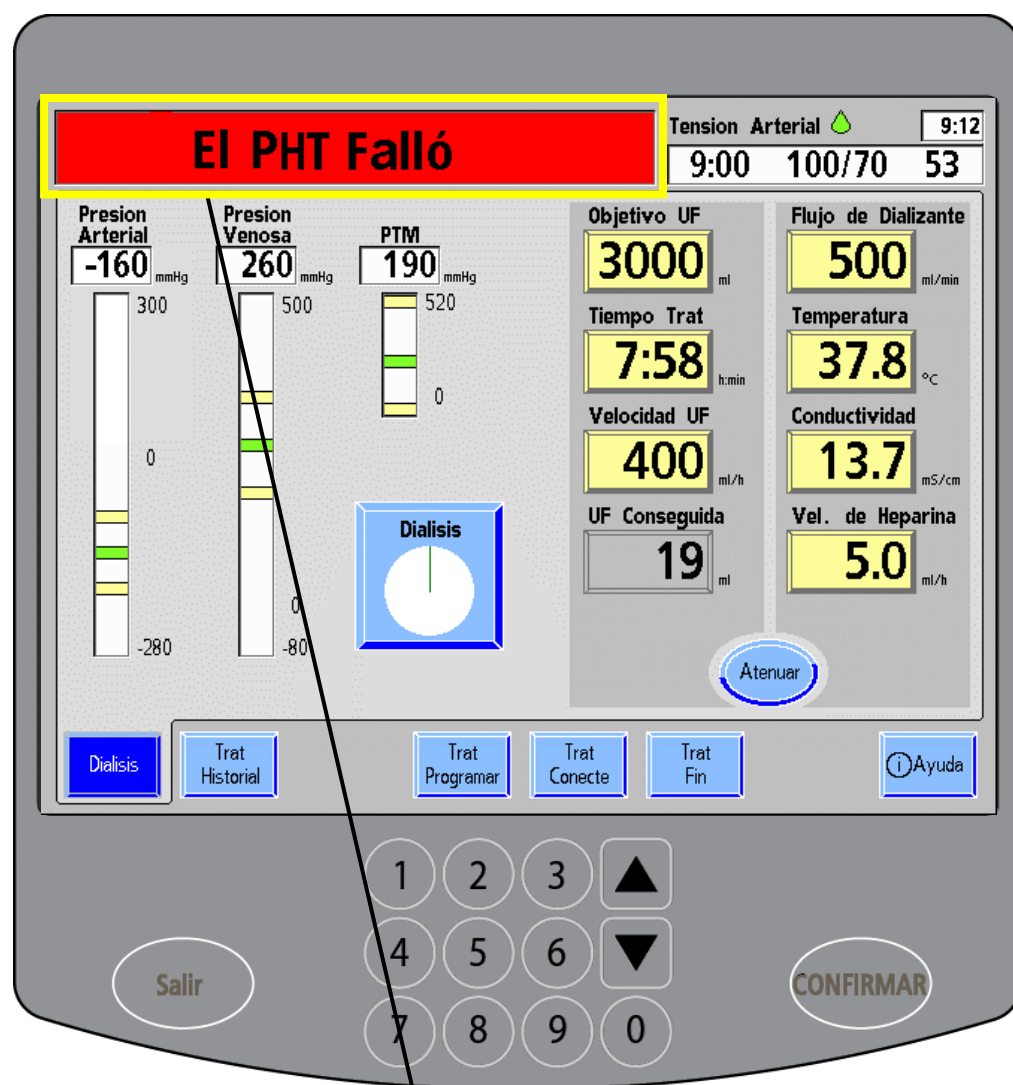 El PHT Falló
Tension Arterial 9:12
9:00 100/70 53
Presion Arterial
-160 mmHg
300
0
-280
Presion Venosa
260 mmHg
500
0
-80
PTM
190 mmHg
520
0
Dialisis
Objetivo UF
3000 ml
Tiempo Trat
7:58 h:min
Velocidad UF
400 ml/h
UF Conseguida
19 ml
Flujo de Dializante
500 ml/min
Temperatura
37.8 °C
Conductividad
13.7 mS/cm
Vel. de Heparina
5.0 ml/h
Atenuar
Dialisis
Trat
Historial
Trat
Programar
Trat
Conecte
Trat
Fin
i Ayuda
1 2 3
4 5 6
7 8 9 0
Salir
CONFIRMAR